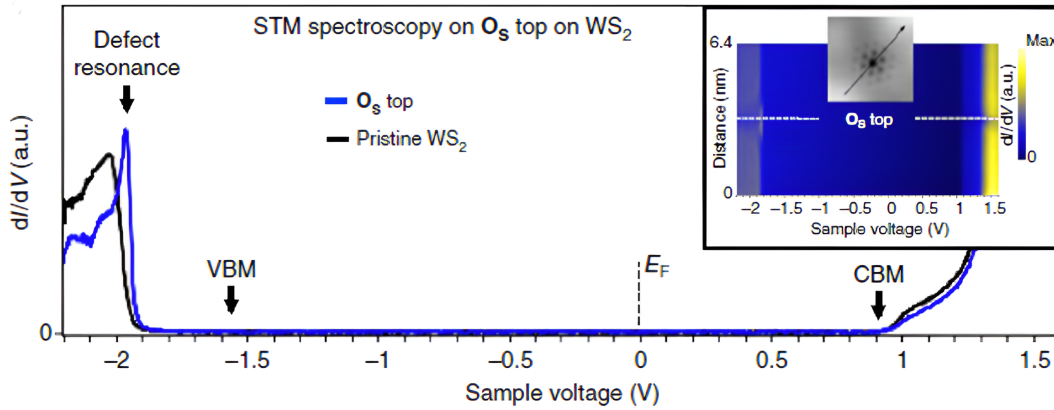 STM spectroscopy on Os top on WS2
Defect
resonance
Os top
Pristine WS2
VBM
EF
CBM
dI/dV (a.u.)
0
−2
−1.5
−1
−0.5
0
0.5
1
1.5
Sample voltage (V)
6.4
0
Distance (nm)
Os top
−2
−1.5
−1
−0.5
0
0.5
1
1.5
Sample voltage (V)
Max
0
dI/dV (a.u.)